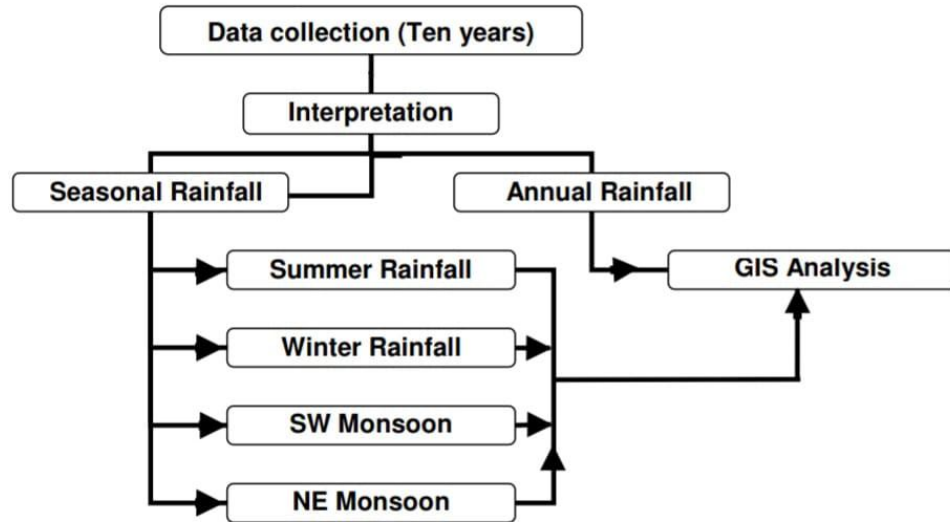 Data collection (Ten years)
Interpretation
Seasonal Rainfall
Annual Rainfall
Summer Rainfall
GIS Analysis
Winter Rainfall
SW Monsoon
NE Monsoon